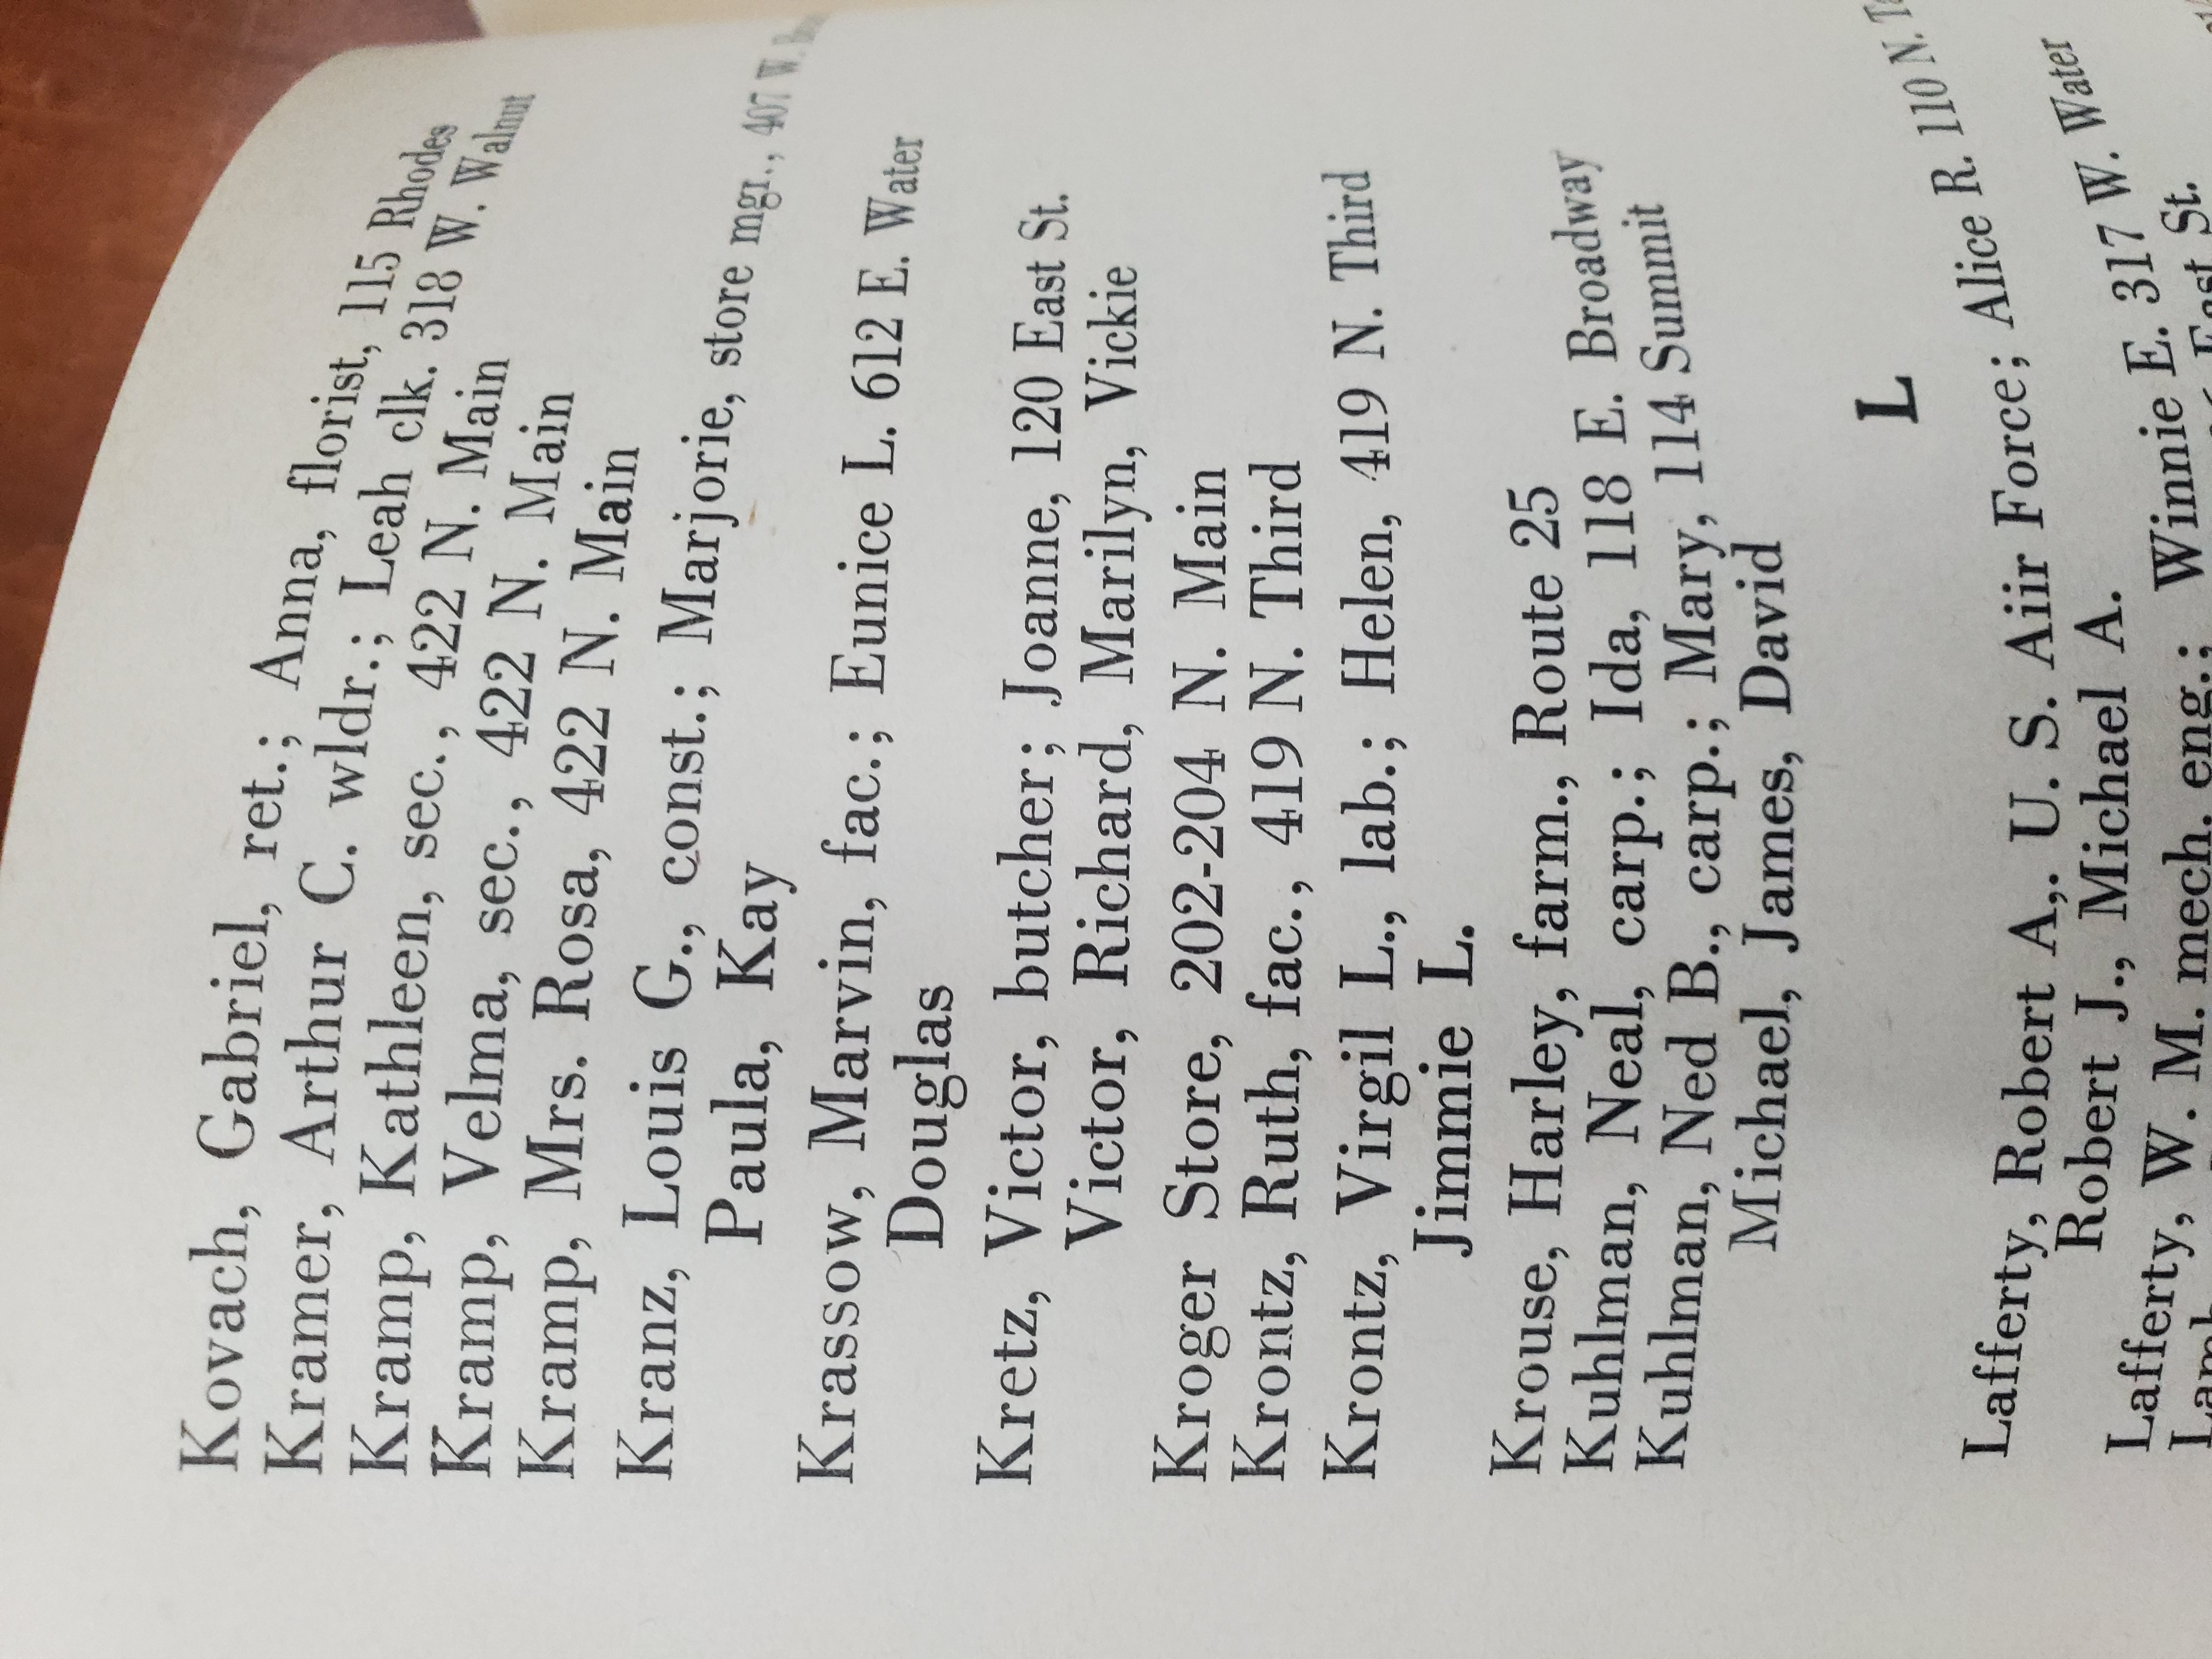 Kovach, Gabriel, ret.; Anna, florist, 115 Rhodes
Kramer, Arthur C. wldr.; Leah clk. 318 W. Walnut
Kramp, Kathleen, sec., 422 N. Main
Kramp, Velma, sec., 422 N. Main
Kramp, Mrs. Rosa, 422 N. Main
Kranz, Louis G., const.; Marjorie, store mgr., 407 W.
Paula, Kay
Krassow, Marvin, fac.; Eunice L. 612 E. Water
Douglas
Kretz, Victor, butcher; Joanne, 120 East St.
Victor, Richard, Marilyn, Vickie
Kroger Store, 202-204 N. Main
Krontz, Ruth, fac., 419 N. Third
Krontz, Virgil L., lab.; Helen, 419 N. Third
Jimmie L.
Krouse, Harley, farm., Route 25
Kuhlman, Neal, carp.; Ida, 118 E. Broadway
Kuhlman, Ned B., carp.; Mary, 114 Summit
Michael, James, David
L
Lafferty, Robert A,. U. S. Aiir Force; Alice R. 110 N.
Robert J., Michael A.
Lafferty, W. M. mech. eng.; Winnie E. 317 W. Water
East St.